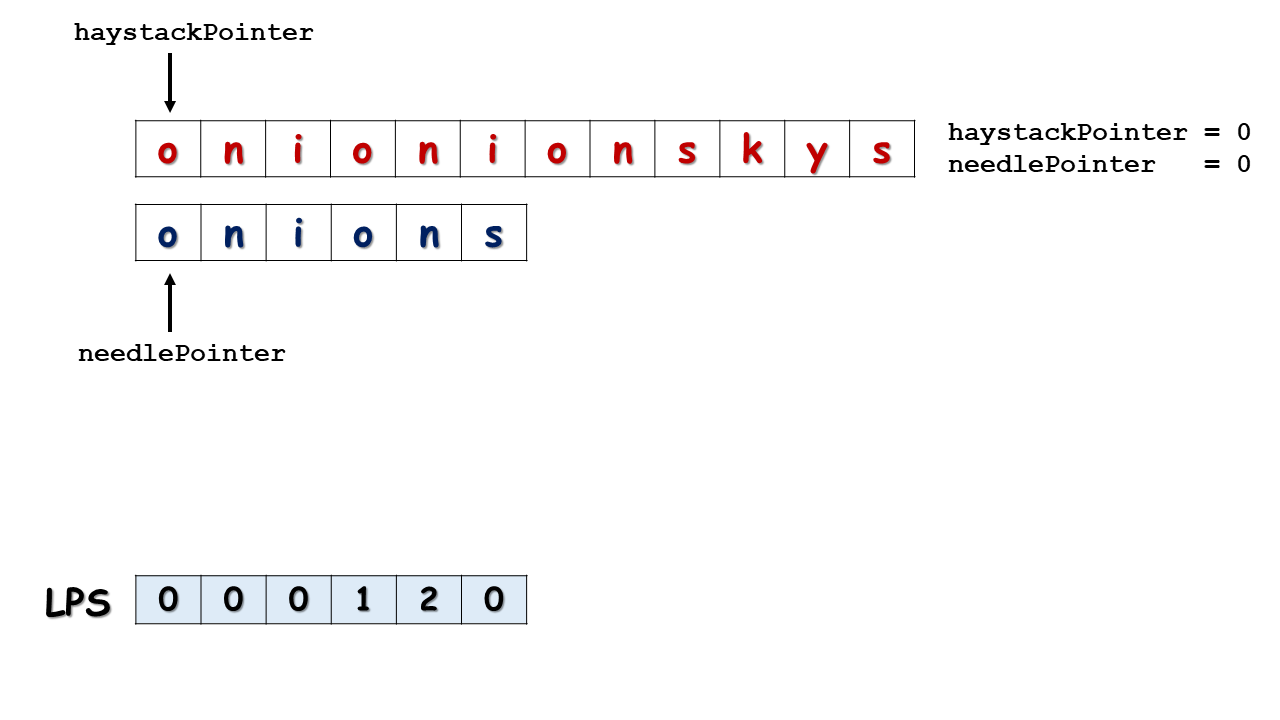 haystackPointer
o n i o n i o n s k y s
haystackPointer = 0
needlePointer = 0
o n i o n s
needlePointer
LPS 0 0 0 1 2 0